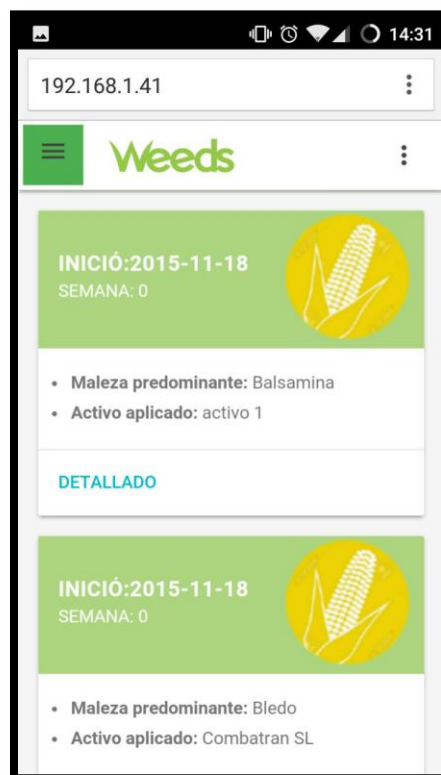 14:31
192.168.1.41
Weeds
INICIÓ:2015-11-18
SEMANA: 0
• Maleza predominante: Balsamina
• Activo aplicado: activo 1
DETALLADO
INICIÓ:2015-11-18
SEMANA: 0
• Maleza predominante: Bledo
• Activo aplicado: Combatran SL